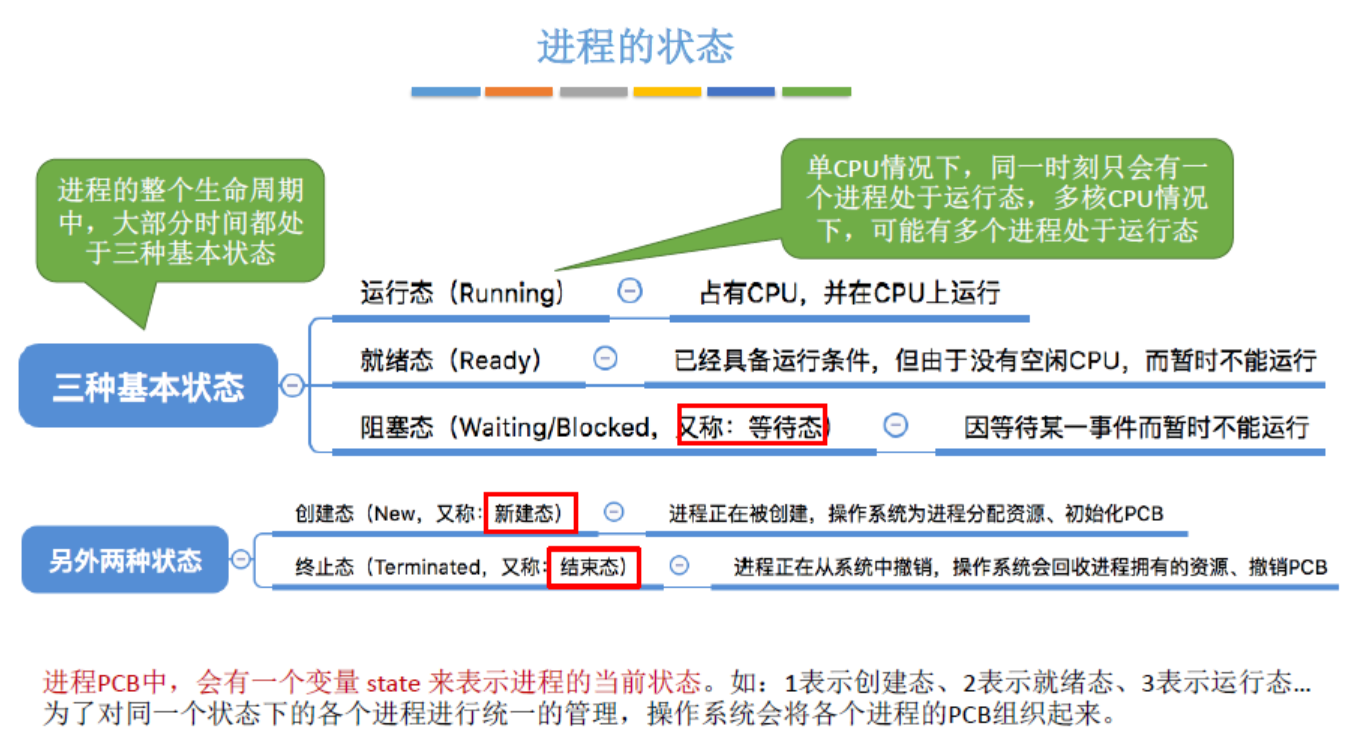 进程的状态
进程的整个生命周期
中，大部分时间都处
于三种基本状态
单CPU情况下，同一时刻只会有一
个进程处于运行态，多核CPU情况
下，可能有多个进程处于运行态
三种基本状态
运行态（Running）
占有CPU，并在CPU上运行
就绪态（Ready）
已经具备运行条件，但由于没有空闲CPU，而暂时不能运行
阻塞态（Waiting/Blocked，又称：等待态）
因等待某一事件而暂时不能运行
另外两种状态
创建态（New，又称：新建态）
进程正在被创建，操作系统为进程分配资源、初始化PCB
终止态（Terminated，又称：结束态）
进程正在从系统中撤销，操作系统会回收进程拥有的资源、撤销PCB
进程PCB中，会有一个变量 state 来表示进程的当前状态。如：1表示创建态、2表示就绪态、3表示运行态…
为了对同一个状态下的各个进程进行统一的管理，操作系统会将各个进程的PCB组织起来。